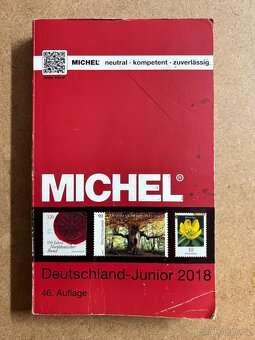 MICHEL neutral · kompetent · zuverlässig
MICHEL®
Deutschland-Junior 2018
46. Auflage